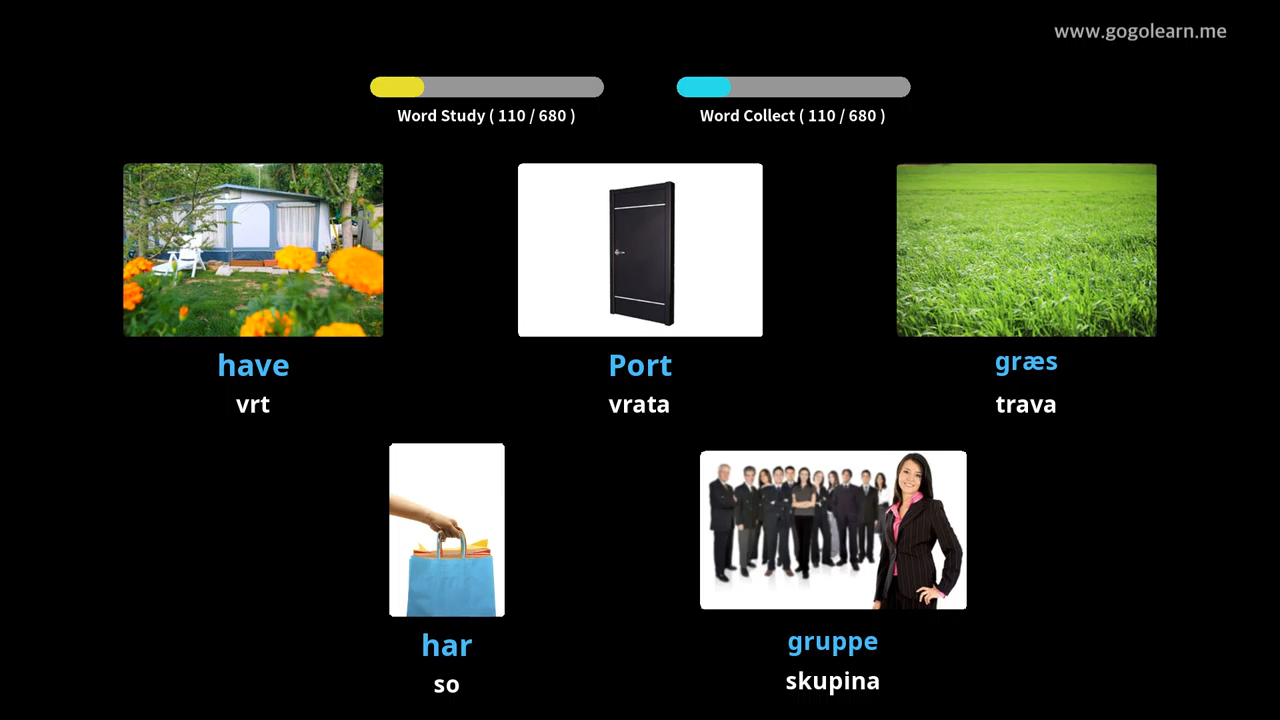 www.gogolearn.me
Word Study ( 110 / 680 )
Word Collect ( 110 / 680 )
have
vrt
Port
vrata
græs
trava
har
so
gruppe
skupina